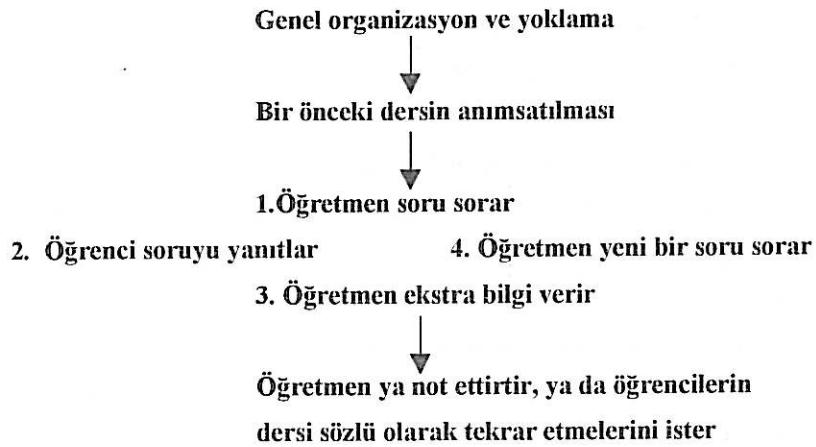 Genel organizasyon ve yoklama
Bir önceki dersin anımsatılması
1.Öğretmen soru sorar
2. Öğrenci soruyu yanıtlar 4. Öğretmen yeni bir soru sorar
3. Öğretmen ekstra bilgi verir
Öğretmen ya not ettirtir, ya da öğrencilerin
dersi sözlü olarak tekrar etmelerini ister